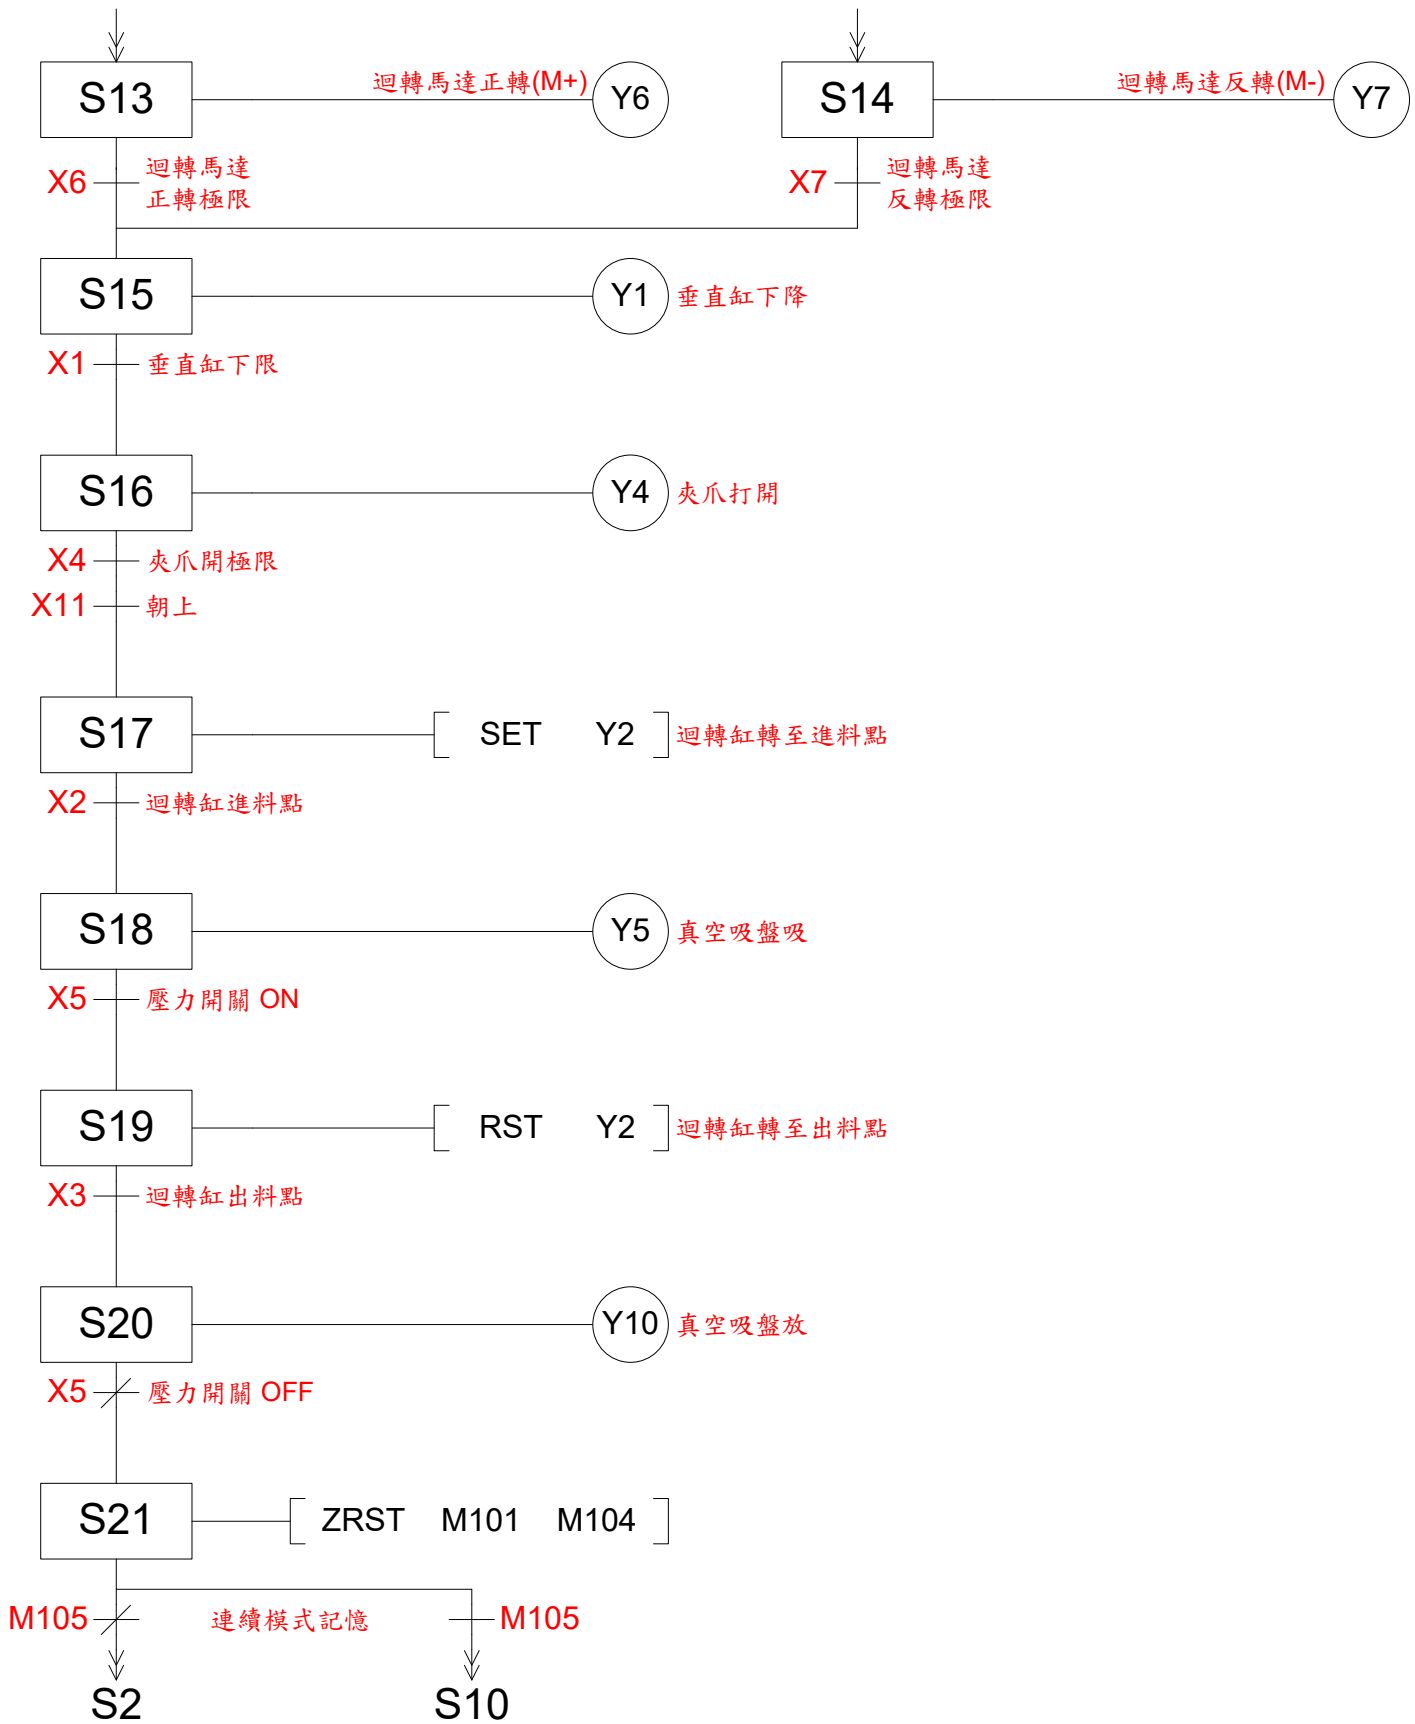 S13
迴轉馬達正轉(M+)
Y6
S14
迴轉馬達反轉(M-)
Y7
X6
迴轉馬達
正轉極限
X7
迴轉馬達
反轉極限
S15
Y1
垂直缸下降
X1
垂直缸下限
S16
Y4
夾爪打開
X4
夾爪開極限
X11
朝上
S17
SET Y2
迴轉缸轉至進料點
X2
迴轉缸進料點
S18
Y5
真空吸盤吸
X5
壓力開關 ON
S19
RST Y2
迴轉缸轉至出料點
X3
迴轉缸出料點
S20
Y10
真空吸盤放
X5
壓力開關 OFF
S21
ZRST M101 M104
M105
連續模式記憶
M105
S2
S10